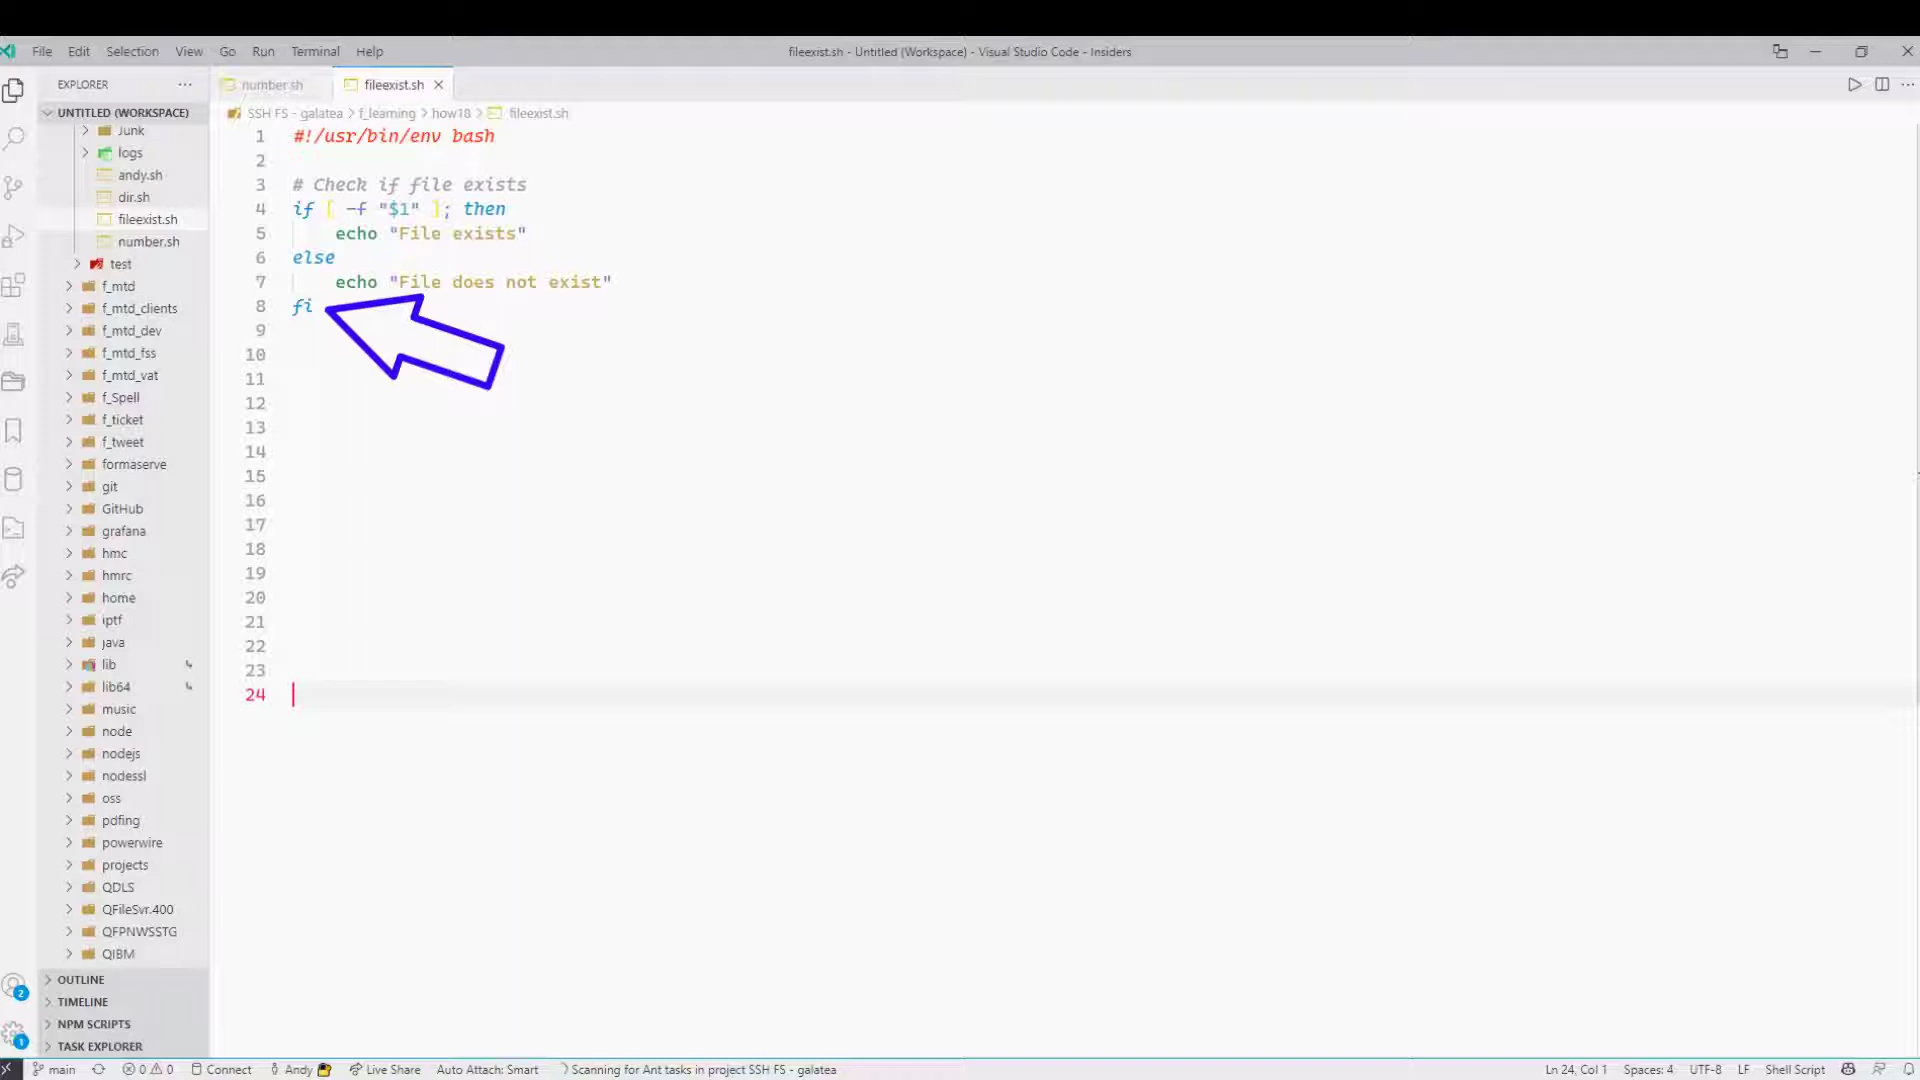 File Edit Selection View Go Run Terminal Help
fileexist.sh - Untitled (Workspace) - Visual Studio Code - Insiders
EXPLORER
UNTITLED (WORKSPACE)
Junk
logs
andy.sh
dir.sh
fileexist.sh
number.sh
test
f_mtd
f_mtd_clients
f_mtd_dev
f_mtd_fss
f_mtd_vat
f_Spell
f_ticket
f_tweet
formaserve
git
GitHub
grafana
hmc
hmrc
home
iptf
java
lib
lib64
music
node
nodejs
nodessl
oss
pdfing
powerwire
projects
QDLS
QFileSvr.400
QFPNWSSTG
QIBM
OUTLINE
TIMELINE
NPM SCRIPTS
TASK EXPLORER
2
1
number.sh fileexist.sh
SSH FS - galatea > f_learning > how18 > fileexist.sh
1 #!/usr/bin/env bash
2
3 # Check if file exists
4 if [ -f "$1" ]; then
5 echo "File exists"
6 else
7 echo "File does not exist"
8 fi
9
10
11
12
13
14
15
16
17
18
19
20
21
22
23
24
main 0 0 Connect Andy Live Share Auto Attach: Smart Scanning for Ant tasks in project SSH FS - galatea Ln 24, Col 1 Spaces: 4 UTF-8 LF Shell Script